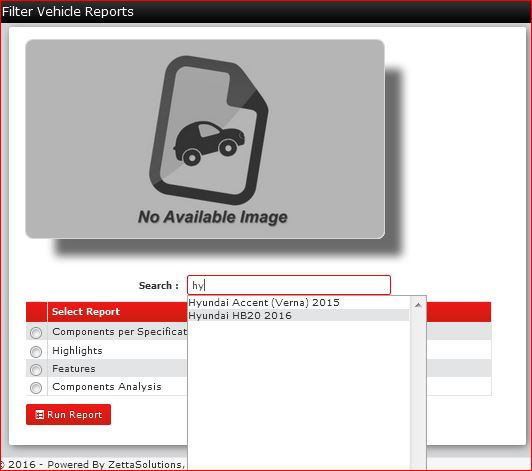 Filter Vehicle Reports
No Available Image
Search : hy
Hyundai Accent (Verna) 2015
Hyundai HB20 2016
Select Report
Components per Specificat
Highlights
Features
Components Analysis
Run Report
© 2016 - Powered By ZettaSolutions,